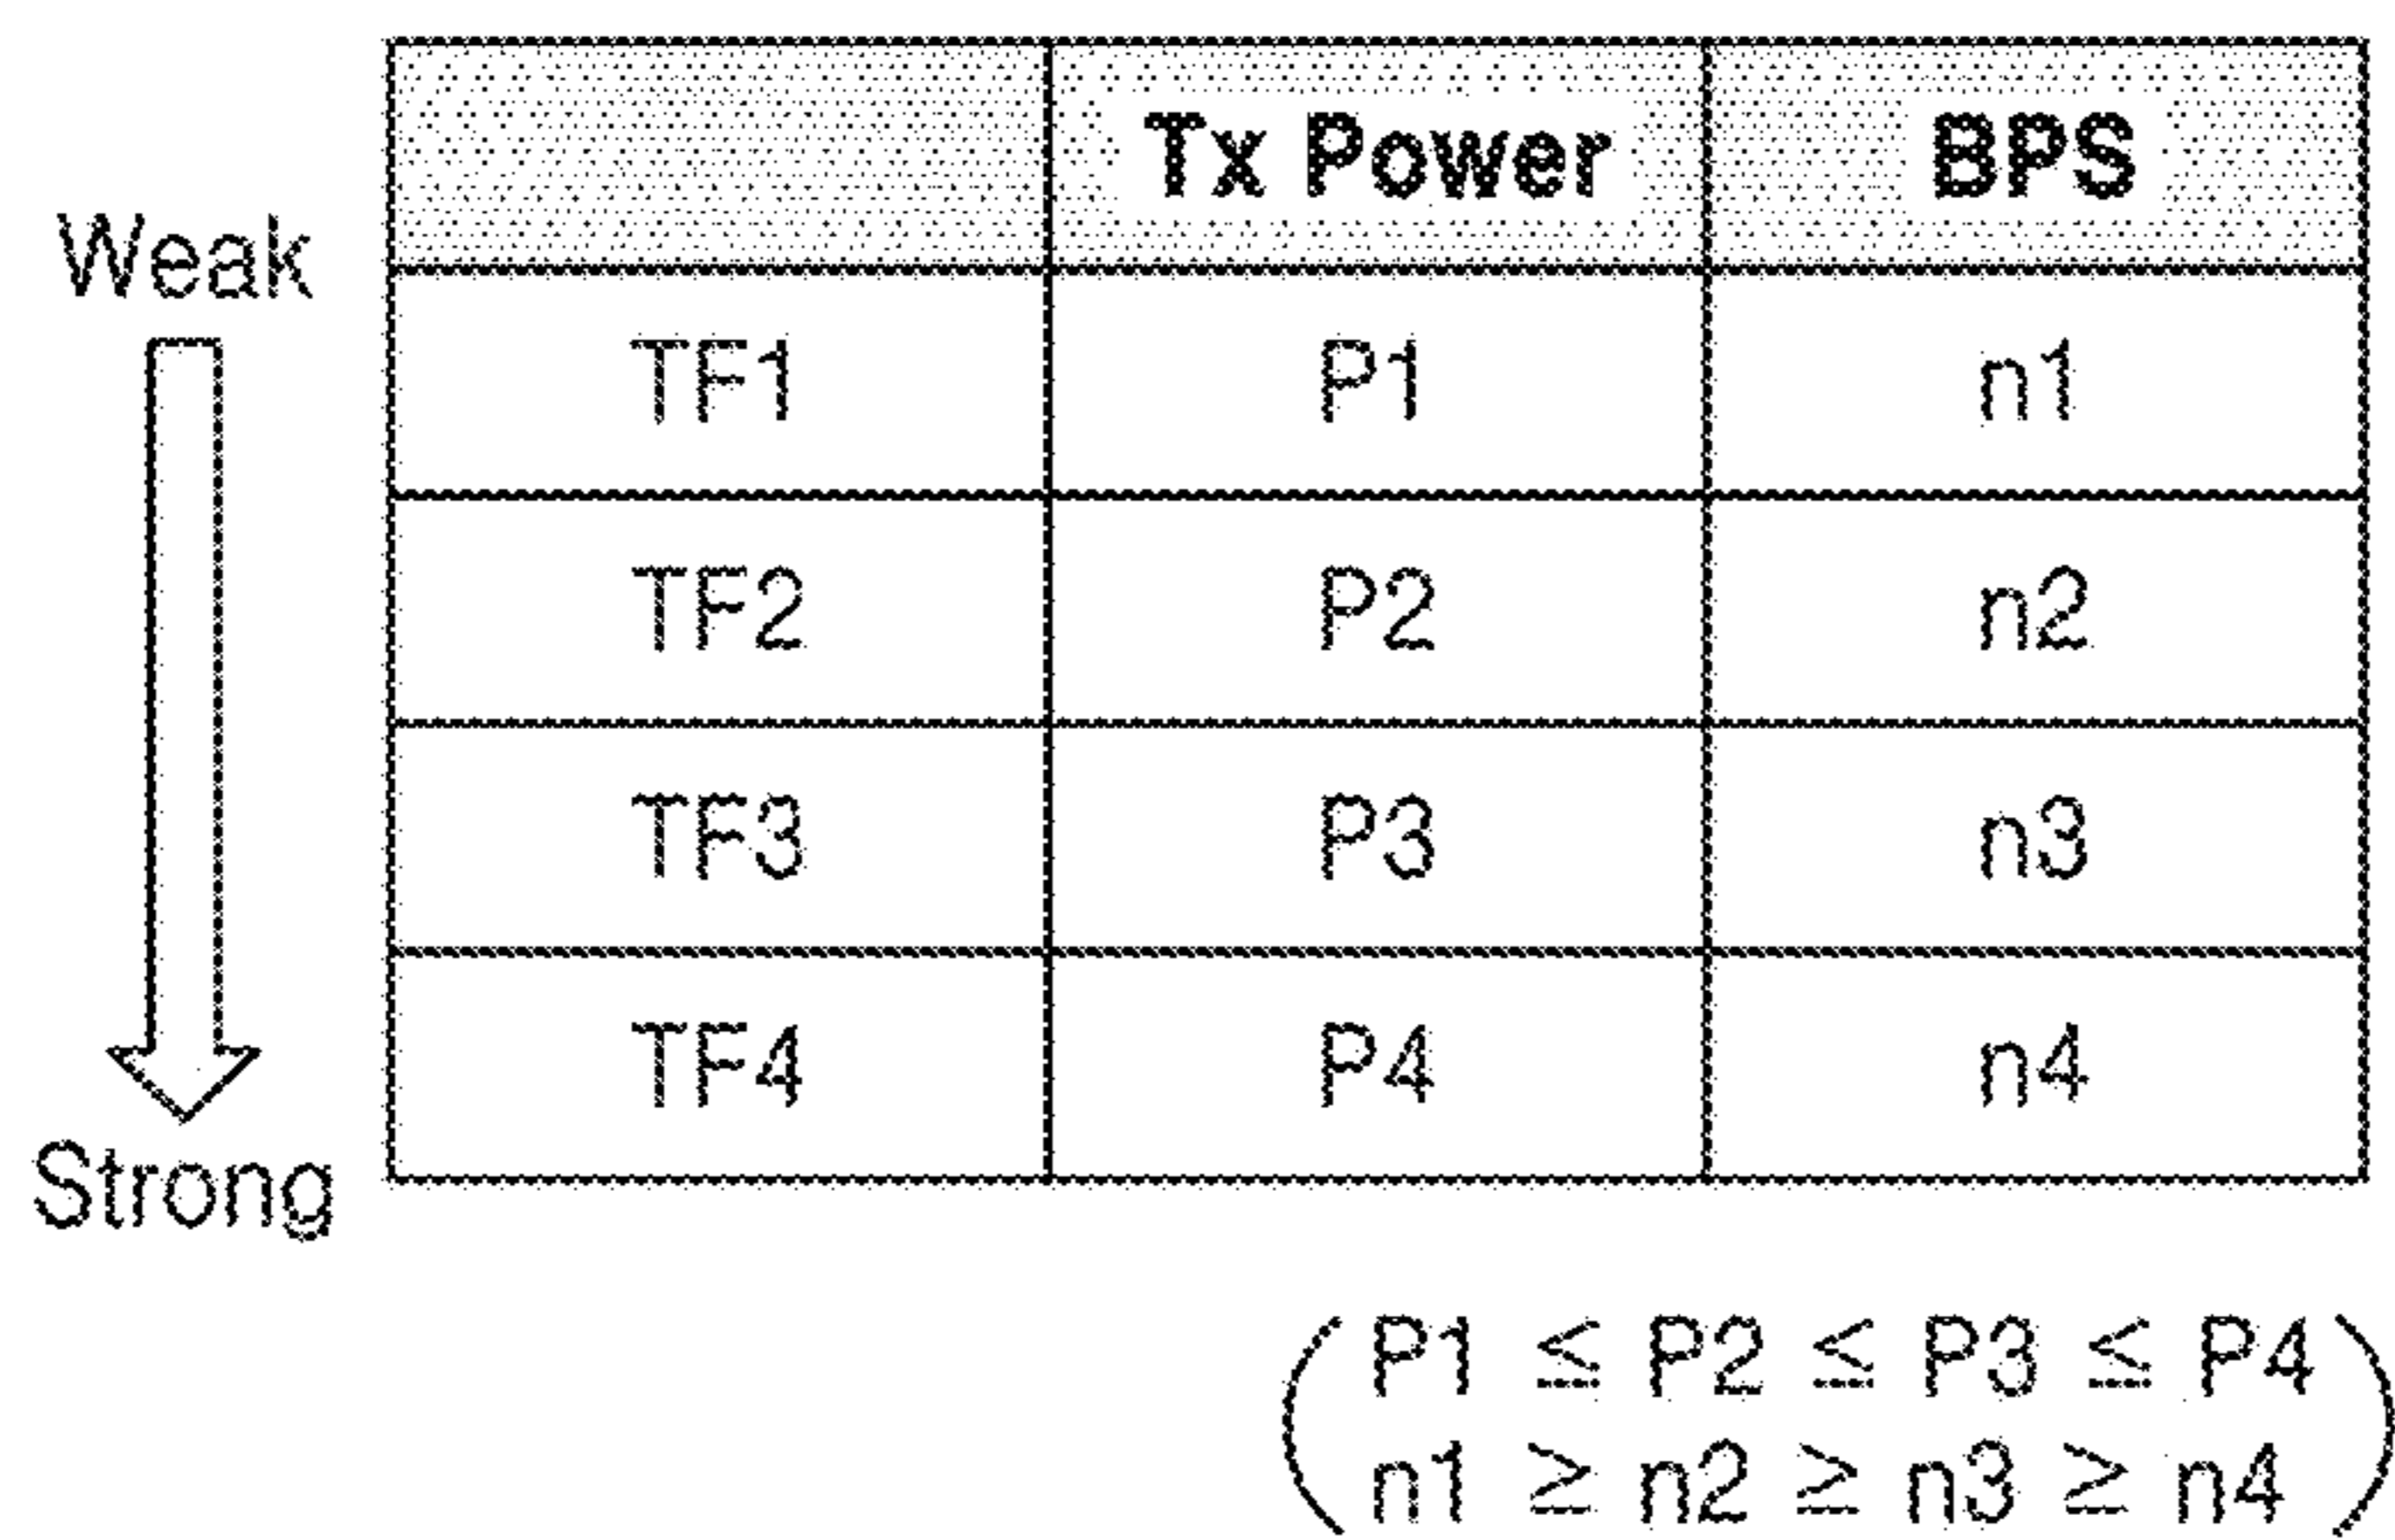 Tx Power BPS
Weak
TF1 P1 n1
TF2 P2 n2
TF3 P3 n3
TF4 P4 n4
Strong
P1 ≤ P2 ≤ P3 ≤ P4
n1 ≥ n2 ≥ n3 ≥ n4